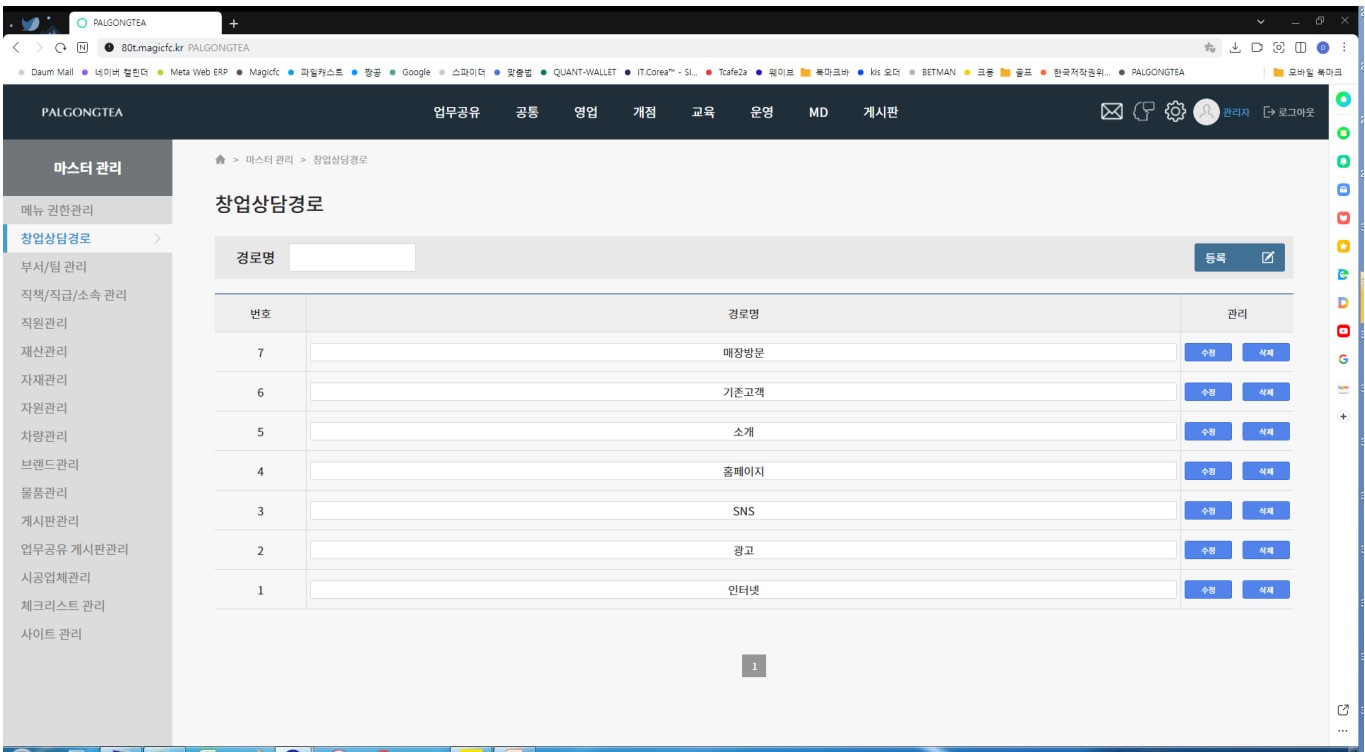 PALGONGTEA
80t.magicfc.kr PALGONGTEA
Daum Mail 네이버 캘린더 Meta Web ERP Magicfc 파일캐스트 짱공 Google 스파이더 맞춤법 QUANT-WALLET iT.Corea™ - Si... Tcafe2a 웨이브 북마크바 kis 오더 BETMAN 크몽 골프 한국저작권위... PALGONGTEA 모바일 북마크
PALGONGTEA 업무공유 공통 영업 개점 교육 운영 MD 게시판 관리자 로그아웃
마스터 관리
메뉴 권한관리
창업상담경로
부서/팀 관리
직책/직급/소속 관리
직원관리
재산관리
자재관리
자원관리
차량관리
브랜드관리
물품관리
게시판관리
업무공유 게시판관리
시공업체관리
체크리스트 관리
사이트 관리
> 마스터 관리 > 창업상담경로
창업상담경로
경로명 등록
번호 경로명 관리
7 매장방문 수정 삭제
6 기존고객 수정 삭제
5 소개 수정 삭제
4 홈페이지 수정 삭제
3 SNS 수정 삭제
2 광고 수정 삭제
1 인터넷 수정 삭제
1